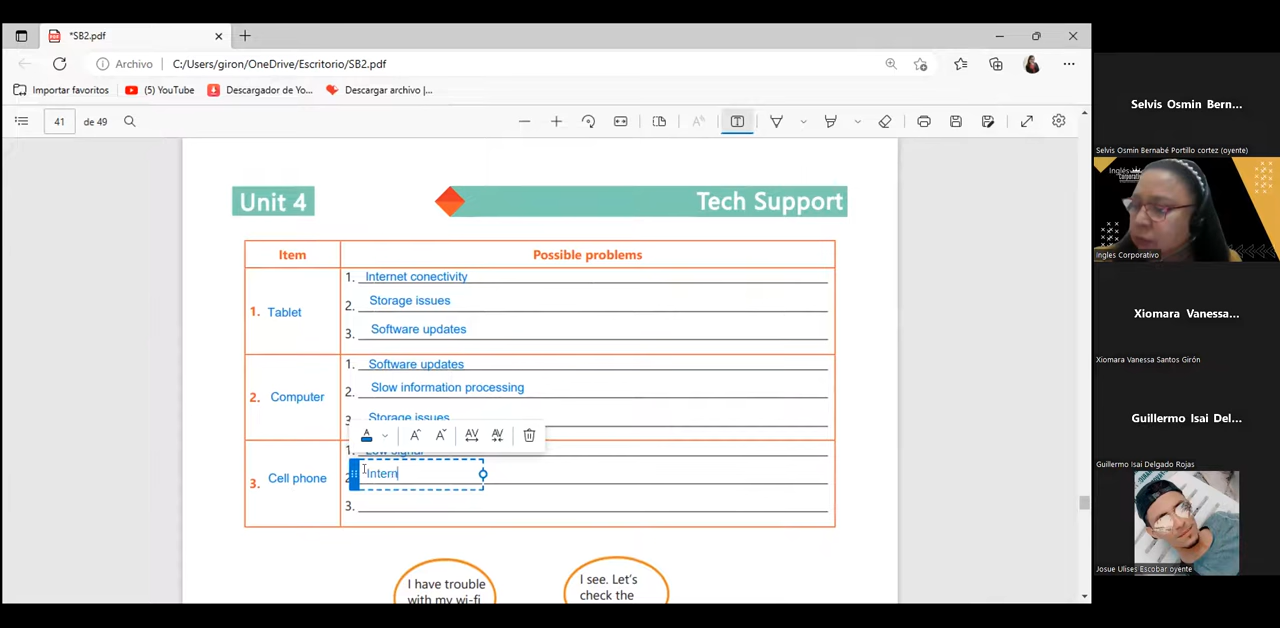 *SB2.pdf
Archivo | C:/Users/giron/OneDrive/Escritorio/SB2.pdf
Importar favoritos (5) YouTube Descargador de Yo... Descargar archivo |...
41 de 49
Unit 4 Tech Support
Item Possible problems
1. Tablet
1. Internet conectivity
2. Storage issues
3. Software updates
2. Computer
1. Software updates
2. Slow information processing
3. Storage issues
3. Cell phone
1. Low signal
2. Intern
3.
I have trouble
with my wi-fi
I see. Let's
check the
Selvis Osmin Bern...
Selvis Osmin Bernabé Portillo cortez (oyente)
Inglés
Corporativo
Ingles Corporativo
Xiomara Vanessa...
Xiomara Vanessa Santos Girón
Guillermo Isai Del...
Guillermo Isai Delgado Rojas
Josue Ulises Escobar oyente